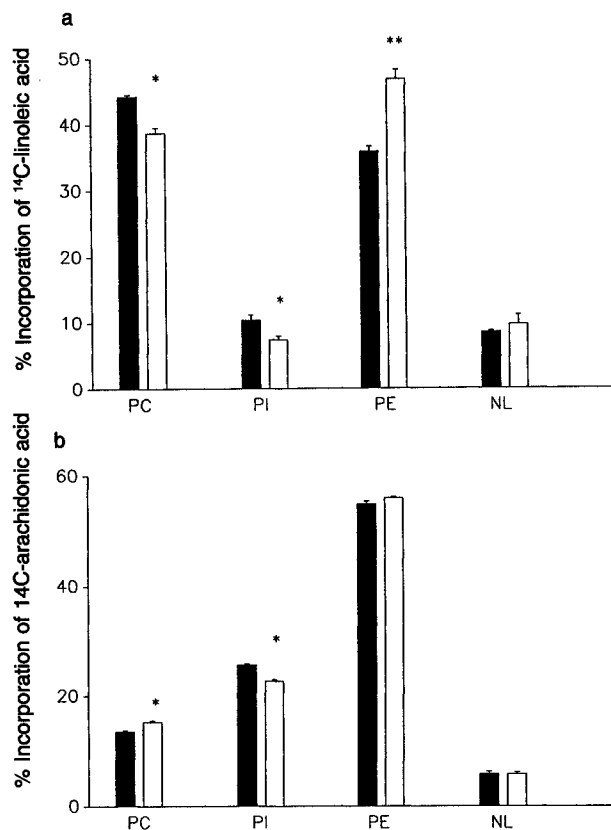 a
% Incorporation of ¹⁴C-linoleic acid
50
40
30
20
10
0
*
*
**
PC PI PE NL
b
% Incorporation of 14C-arachidonic acid
60
40
20
0
*
*
PC PI PE NL